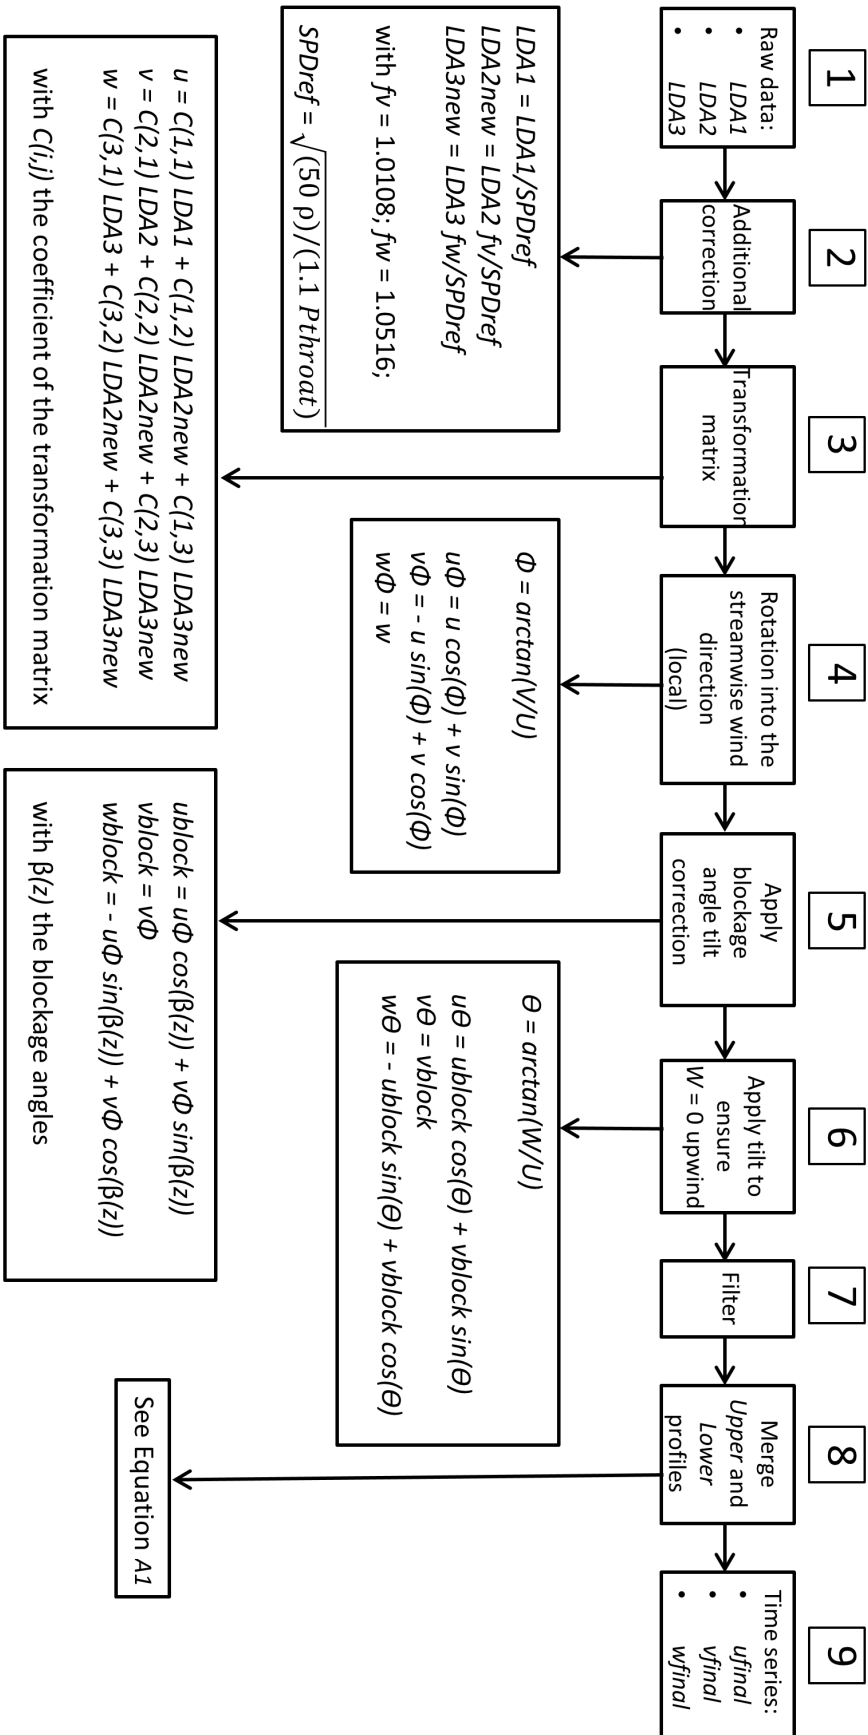 1
2
3
4
5
6
7
8
9
Raw data:
• LDA1
• LDA2
• LDA3
Additional
correction
Transformation
matrix
Rotation into the
streamwise wind
direction
(local)
Apply
blockage
angle tilt
correction
Apply tilt to
ensure
W = 0 upwind
Filter
Merge
Upper and
Lower
profiles
Time series:
• ufinal
• vfinal
• wfinal
LDA1 = LDA1/SPDref
LDA2new = LDA2 fv/SPDref
LDA3new = LDA3 fw/SPDref
with fv = 1.0108; fw = 1.0516;
SPDref = √(50 ρ)/(1.1 Pthroat)
Φ = arctan(V/U)
uΦ = u cos(Φ) + v sin(Φ)
vΦ = - u sin(Φ) + v cos(Φ)
wΦ = w
Θ = arctan(W/U)
uΘ = ublock cos(Θ) + vblock sin(Θ)
vΘ = vblock
wΘ = - ublock sin(Θ) + vblock cos(Θ)
u = C(1,1) LDA1 + C(1,2) LDA2new + C(1,3) LDA3new
v = C(2,1) LDA2 + C(2,2) LDA2new + C(2,3) LDA3new
w = C(3,1) LDA3 + C(3,2) LDA2new + C(3,3) LDA3new
with C(i,j) the coefficient of the transformation matrix
ublock = uΦ cos(β(z)) + vΦ sin(β(z))
vblock = vΦ
wblock = - uΦ sin(β(z)) + vΦ cos(β(z))
with β(z) the blockage angles
See Equation A1